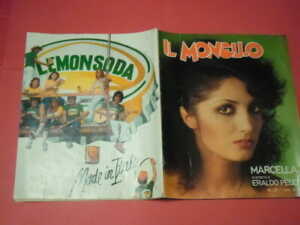 LEMONSODA
Made in Italy
IL MONELLO
MARCELLA
ERALDO PECCI